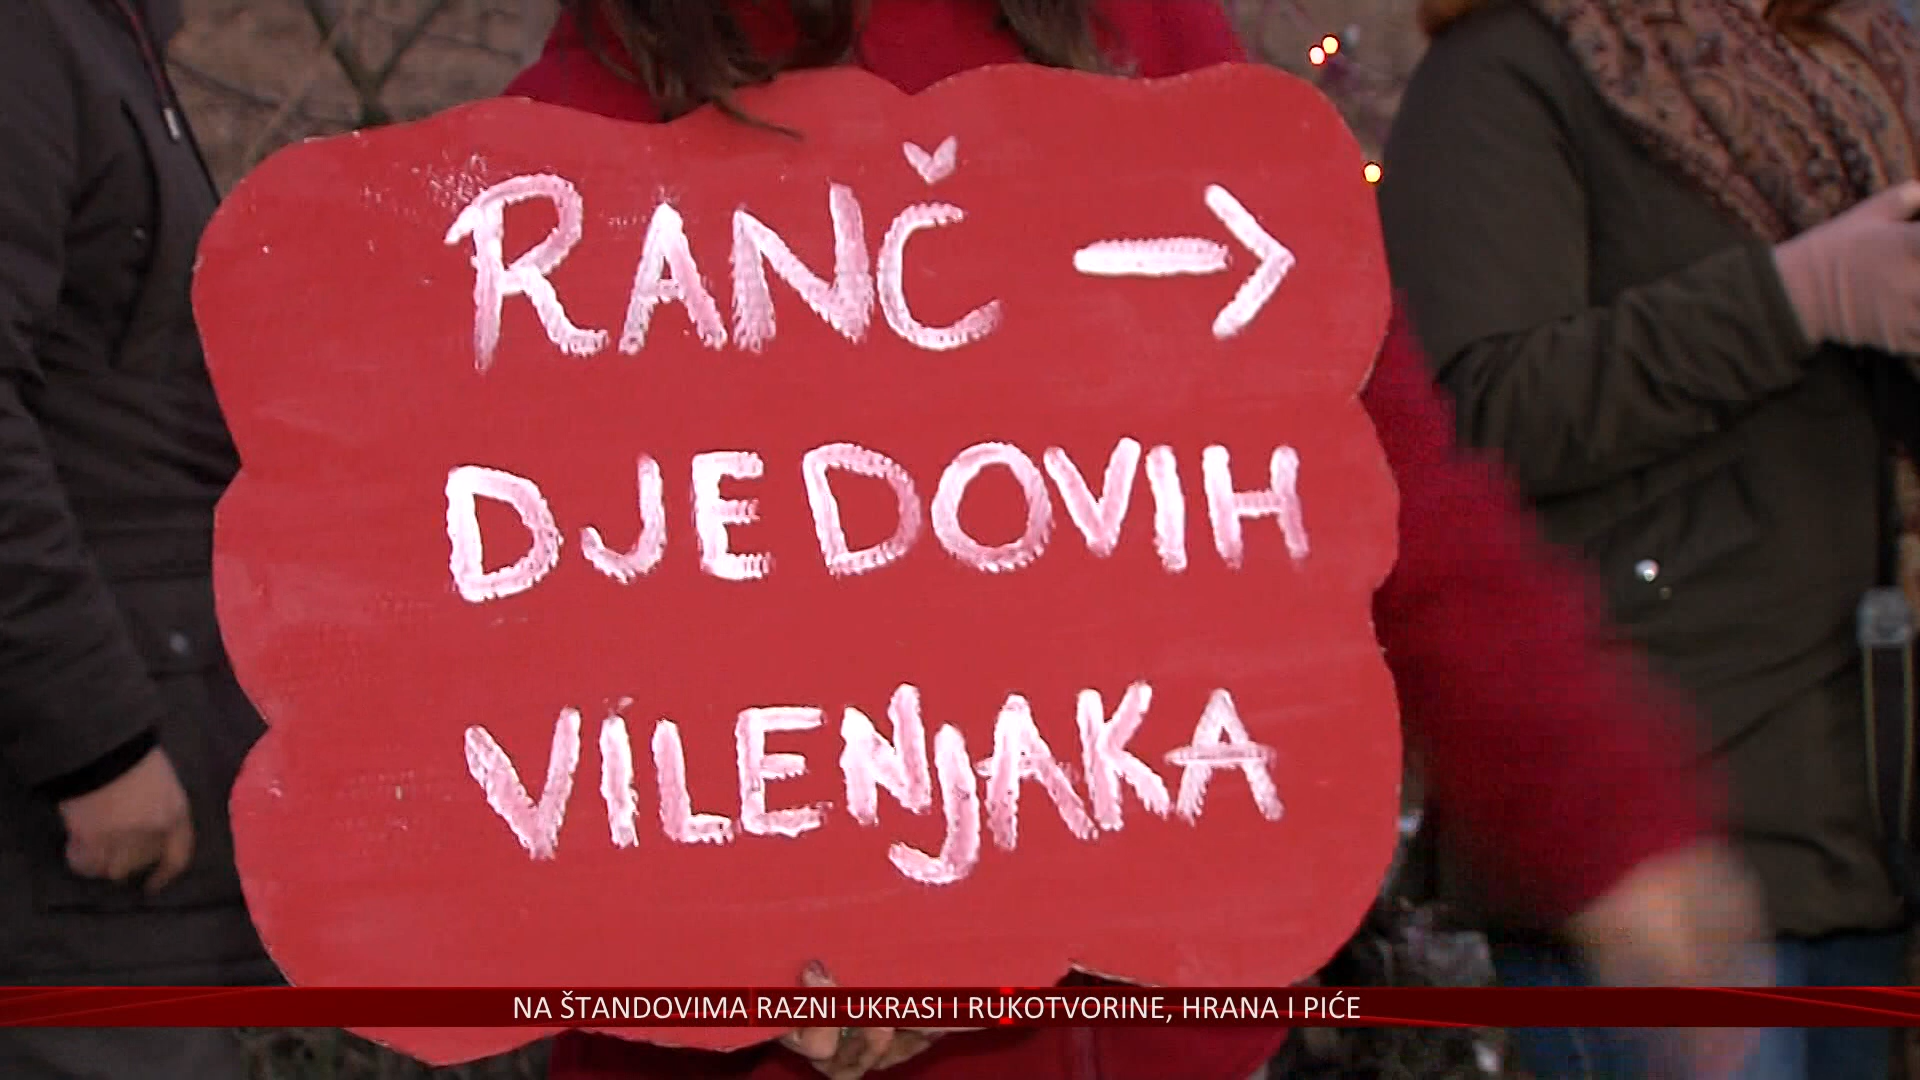 RANČ →
DJEDOVIH
VILENJAKA
NA ŠTANDOVIMA RAZNI UKRASI I RUKOTVORINE, HRANA I PIĆE